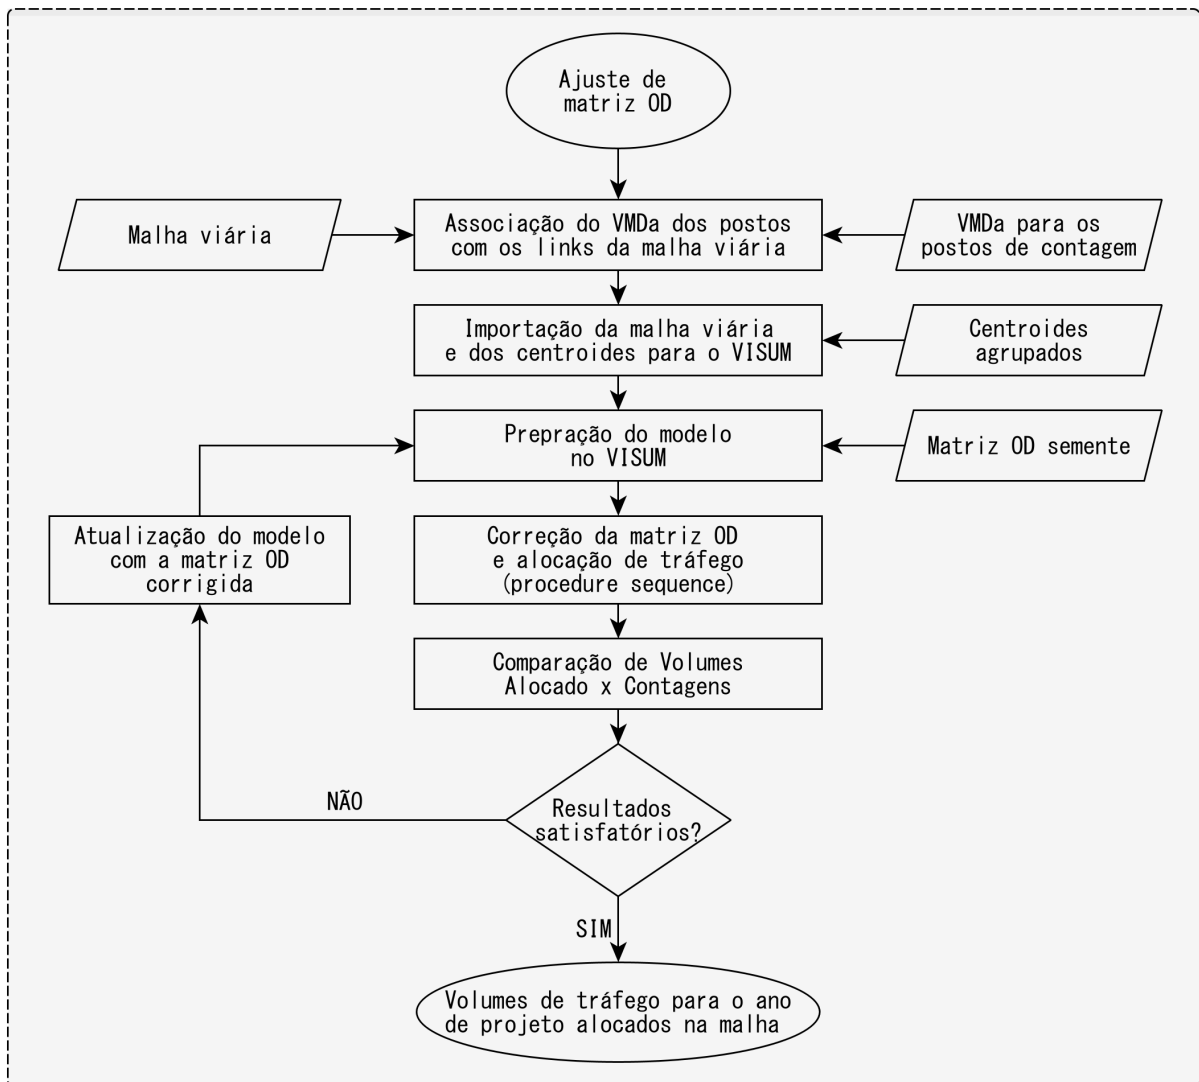 Ajuste de
matriz OD
Malha viária
Associação do VMDa dos postos
com os links da malha viária
VMDa para os
postos de contagem
Importação da malha viária
e dos centroides para o VISUM
Centroides
agrupados
Prepração do modelo
no VISUM
Matriz OD semente
Atualização do modelo
com a matriz OD
corrigida
Correção da matriz OD
e alocação de tráfego
(procedure sequence)
Comparação de Volumes
Alocado x Contagens
NÃO
Resultados
satisfatórios?
SIM
Volumes de tráfego para o ano
de projeto alocados na malha